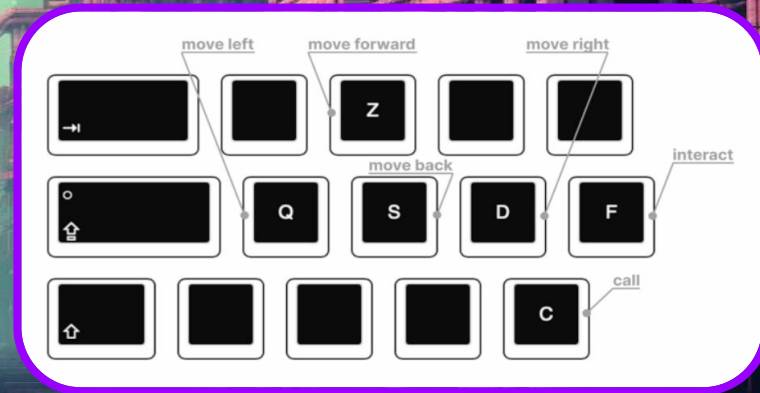 move left move forward move right
Z
move back interact
Q S D F
call
C